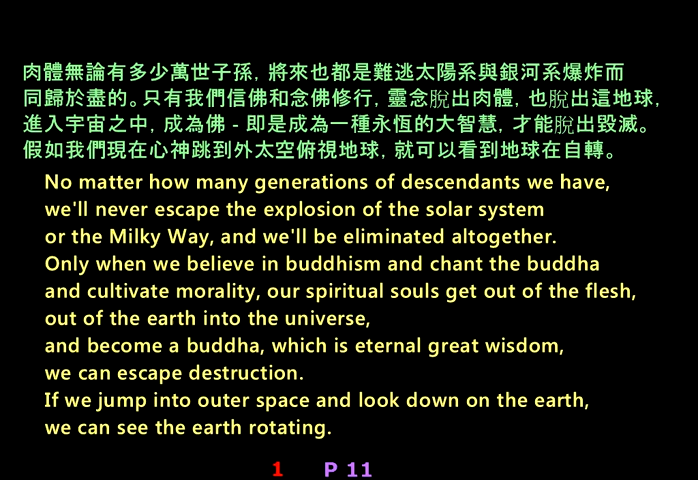 肉體無論有多少萬世子孫, 將來也都是難逃太陽系與銀河系爆炸而
同歸於盡的。只有我們信佛和念佛修行, 靈念脫出肉體, 也脫出這地球,
進入宇宙之中, 成為佛 - 即是成為一種永恆的大智慧, 才能脫出毀滅。
假如我們現在心神跳到外太空俯視地球, 就可以看到地球在自轉。
No matter how many generations of descendants we have,
we'll never escape the explosion of the solar system
or the Milky Way, and we'll be eliminated altogether.
Only when we believe in buddhism and chant the buddha
and cultivate morality, our spiritual souls get out of the flesh,
out of the earth into the universe,
and become a buddha, which is eternal great wisdom,
we can escape destruction.
If we jump into outer space and look down on the earth,
we can see the earth rotating.
1 P 11